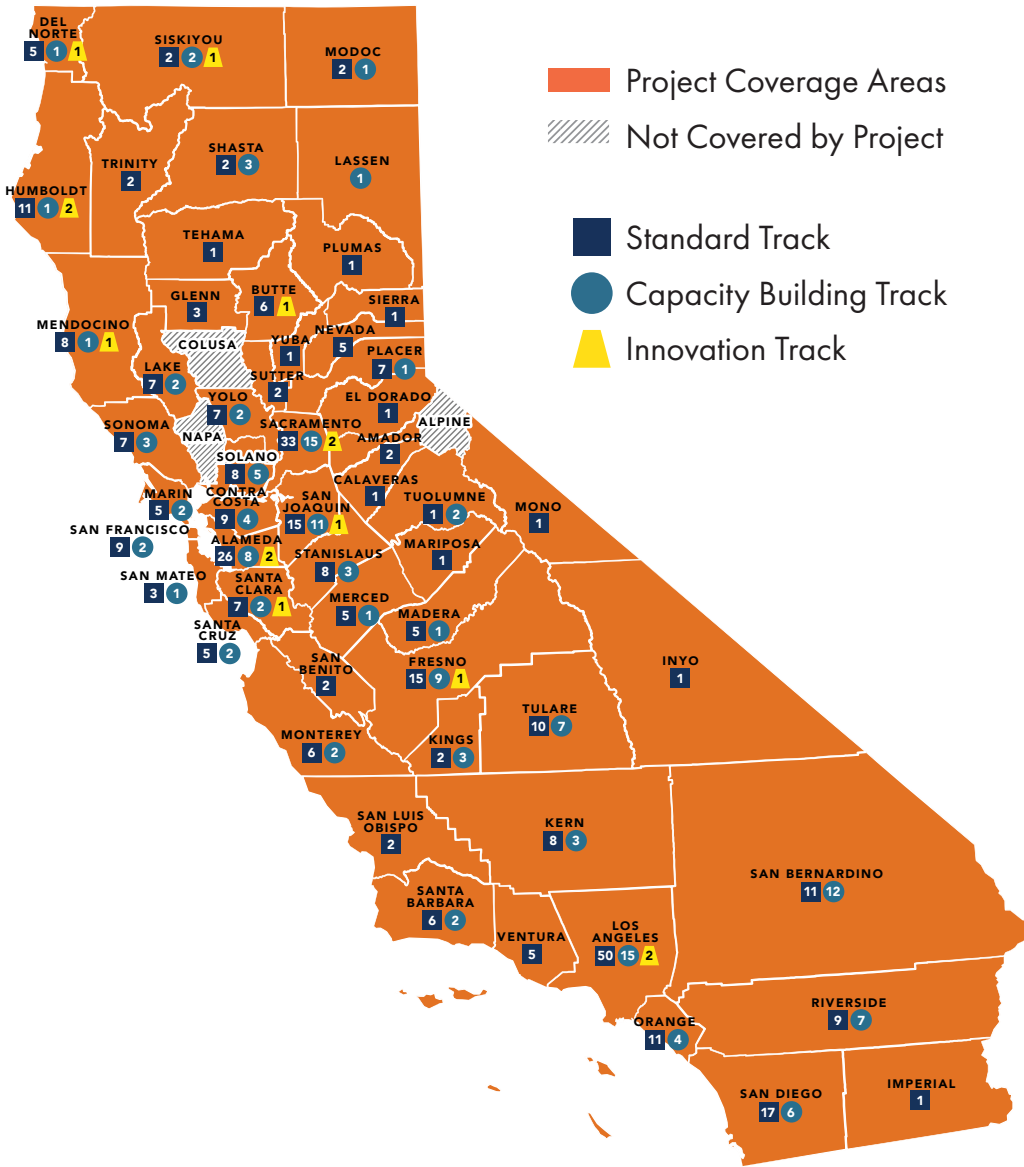 DEL
NORTE
5 1 1
SISKIYOU
2 2 1
MODOC
2 1
Project Coverage Areas
Not Covered by Project
Standard Track
Capacity Building Track
Innovation Track
TRINITY
2
SHASTA
2 3
LASSEN
1
HUMBOLDT
11 1 2
TEHAMA
1
PLUMAS
1
GLENN
3
BUTTE
6 1
SIERRA
1
MENDOCINO
8 1 1
COLUSA
YUBA
1
NEVADA
5
PLACER
7 1
LAKE
7 2
SUTTER
2
YOLO
7 2
EL DORADO
1
ALPINE
SONOMA
7 3
NAPA
SACRAMENTO
33 15 2
AMADOR
2
SOLANO
8 5
CALAVERAS
1
MARIN
5 2
CONTRA
COSTA
9 4
SAN
JOAQUIN
15 11 1
TUOLUMNE
1 2
MONO
1
SAN FRANCISCO
9 2
ALAMEDA
26 8 2
STANISLAUS
8 3
MARIPOSA
1
SAN MATEO
3 1
SANTA
CLARA
7 2 1
MERCED
5 1
MADERA
5 1
SANTA
CRUZ
5 2
SAN
BENITO
2
FRESNO
15 9 1
INYO
1
TULARE
10 7
MONTEREY
6 2
KINGS
2 3
SAN LUIS
OBISPO
2
KERN
8 3
SAN BERNARDINO
11 12
SANTA
BARBARA
6 2
VENTURA
5
LOS
ANGELES
50 15 2
RIVERSIDE
9 7
ORANGE
11 4
SAN DIEGO
17 6
IMPERIAL
1